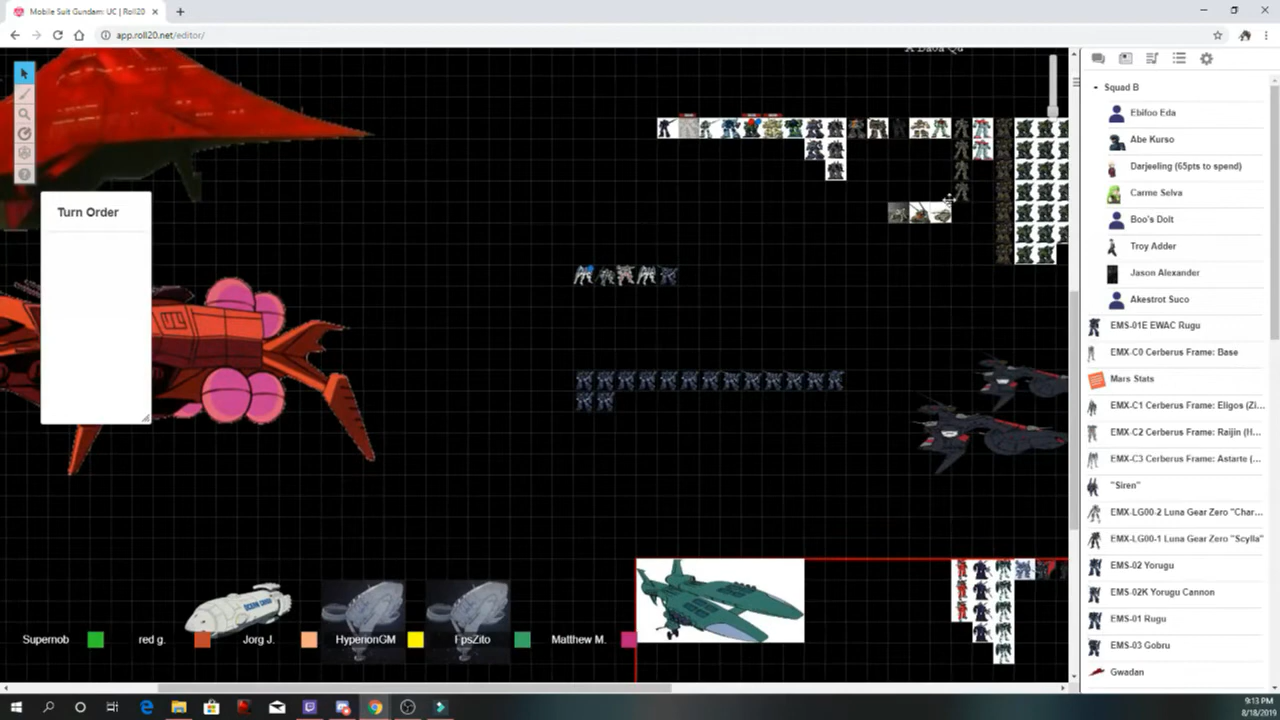 Mobile Suit Gundam: UC | Roll20
app.roll20.net/editor/
Turn Order
Squad B
Ebifoo Eda
Abe Kurso
Darjeeling (65pts to spend)
Carme Selva
Boo's Dolt
Troy Adder
Jason Alexander
Akestrot Suco
EMS-01E EWAC Rugu
EMX-C0 Cerberus Frame: Base
Mars Stats
EMX-C1 Cerberus Frame: Eligos (Zi...
EMX-C2 Cerberus Frame: Raijin (H...
EMX-C3 Cerberus Frame: Astarte (...
"Siren"
EMX-LG00-2 Luna Gear Zero "Char...
EMX-LG00-1 Luna Gear Zero "Scylla"
EMS-02 Yorugu
EMS-02K Yorugu Cannon
EMS-01 Rugu
EMS-03 Gobru
Gwadan
Supernob
red g.
Jorg J.
HyperionGM
FpsZito
Matthew M.
9:13 PM
8/18/2019